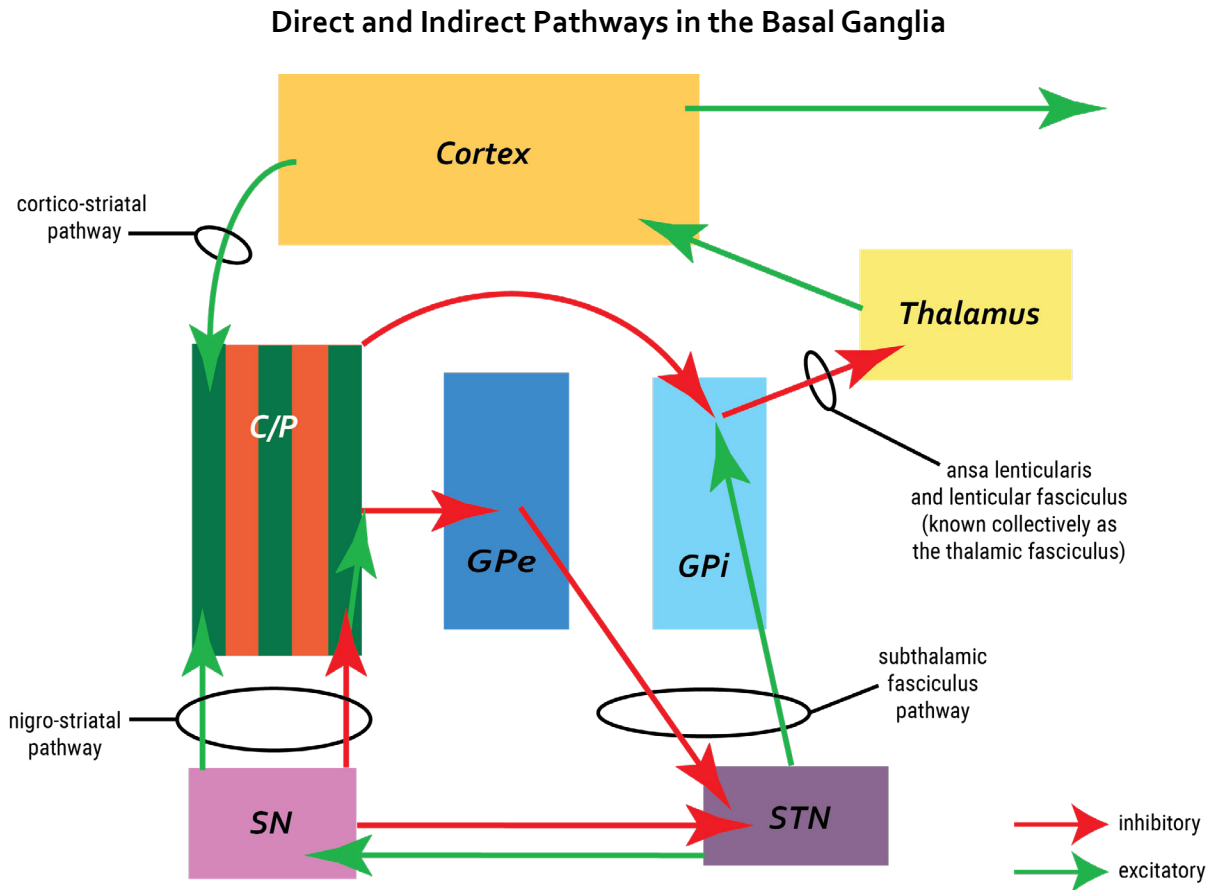 Direct and Indirect Pathways in the Basal Ganglia
Cortex
cortico-striatal
pathway
Thalamus
C/P
GPe
GPi
ansa lenticularis
and lenticular fasciculus
(known collectively as
the thalamic fasciculus)
subthalamic
fasciculus
pathway
nigro-striatal
pathway
SN
STN
inhibitory
excitatory